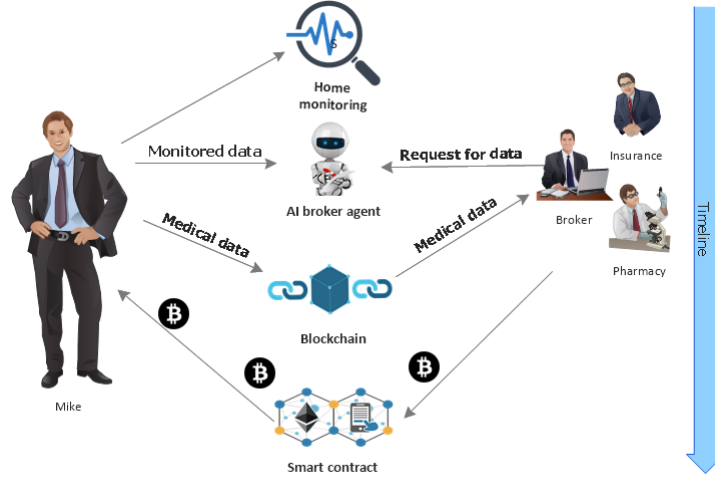 S
Home
monitoring
Monitored data
Request for data
Insurance
AI broker agent
Broker
Timeline
Medical data
Medical data
Pharmacy
Blockchain
₿
₿
₿
Mike
Smart contract